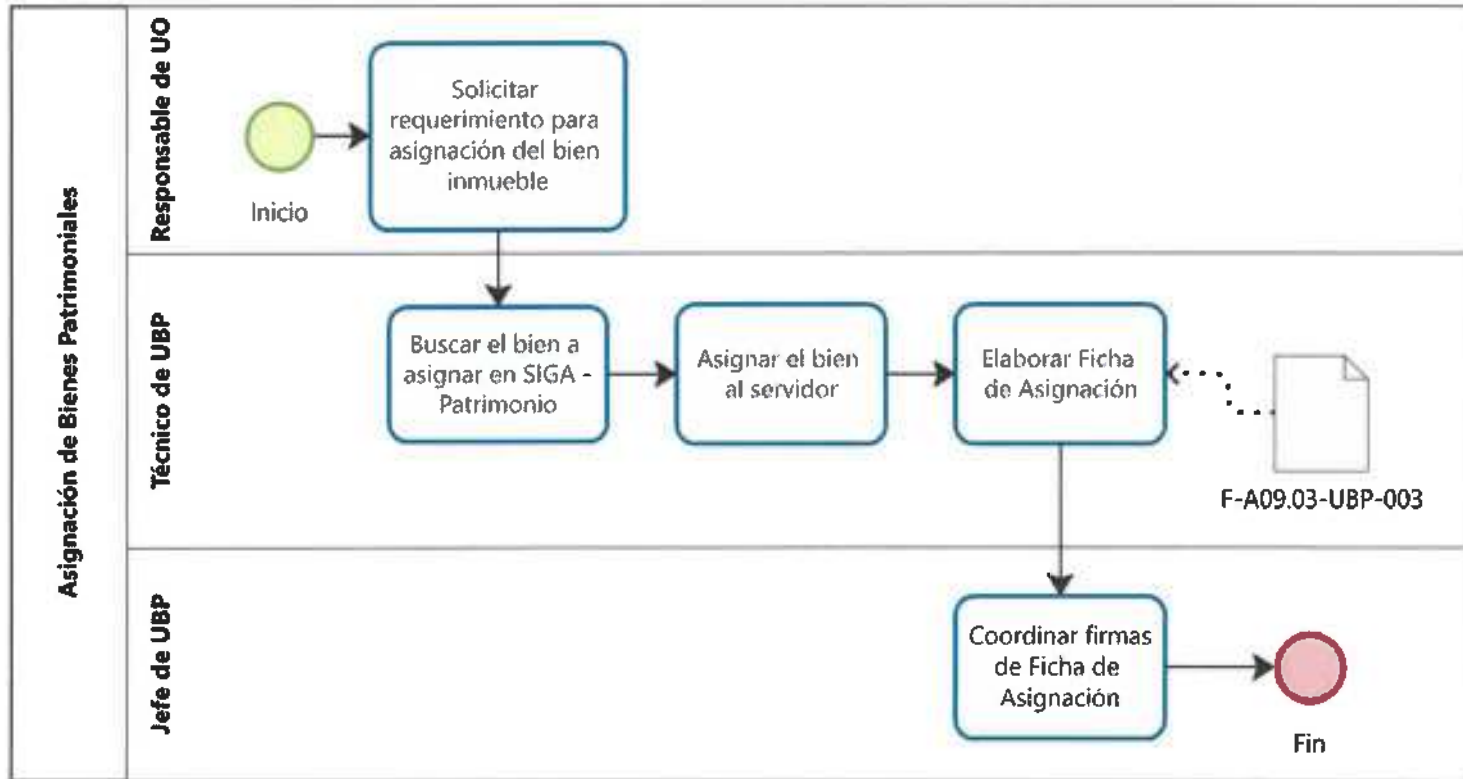 Asignación de Bienes Patrimoniales
Responsable de UO
Inicio
Solicitar
requerimiento para
asignación del bien
inmueble
Técnico de UBP
Buscar el bien a
asignar en SIGA -
Patrimonio
Asignar el bien
al servidor
Elaborar Ficha
de Asignación
F-A09.03-UBP-003
Jefe de UBP
Coordinar firmas
de Ficha de
Asignación
Fin